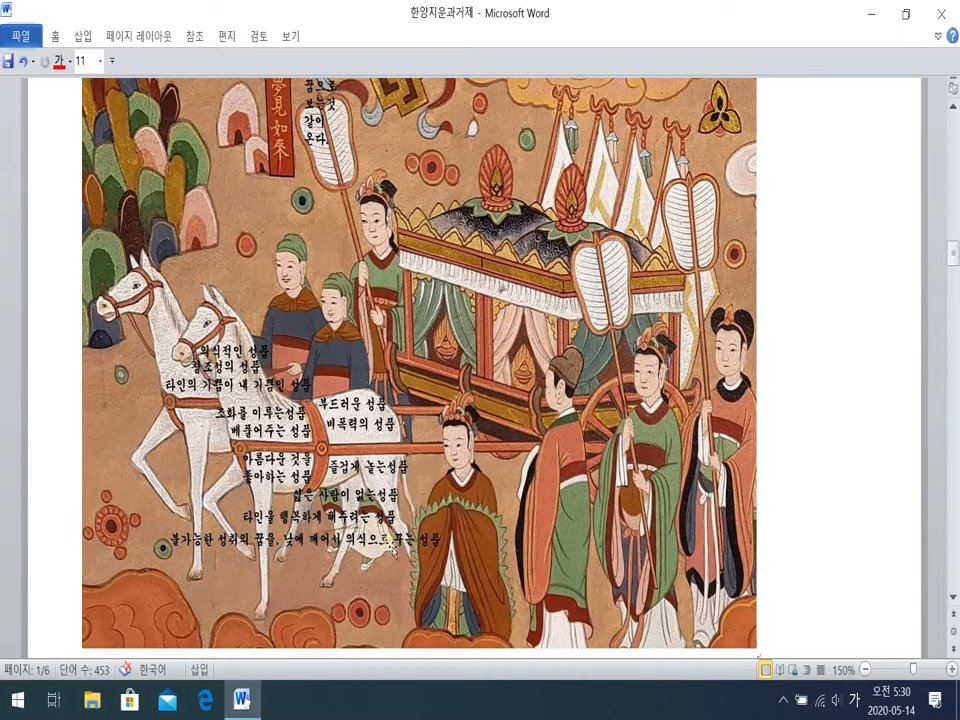 한양지운과거제 - Microsoft Word
파일 홈 삽입 페이지 레이아웃 참조 편지 검토 보기
가 11
꿈으로
보는것
같이
온다.
夢見如來
의식적인 성품
창조성의 성품
타인의 기쁨이 내 기쁨인 성품
부드러운 성품
조화를 이루는성품
비폭력의 성품
베풀어주는 성품
아름다운 것을
즐겁게 놀는성품
좋아하는 성품
싫은 사람이 없는성품
타인을 행복하게 해주려는 성품
불가능한 성취의 꿈을, 낮에 깨어서 의식으로 꾸는 성품
페이지: 1/6 단어 수: 453 한국어 삽입 150%
가 오전 5:30
2020-05-14